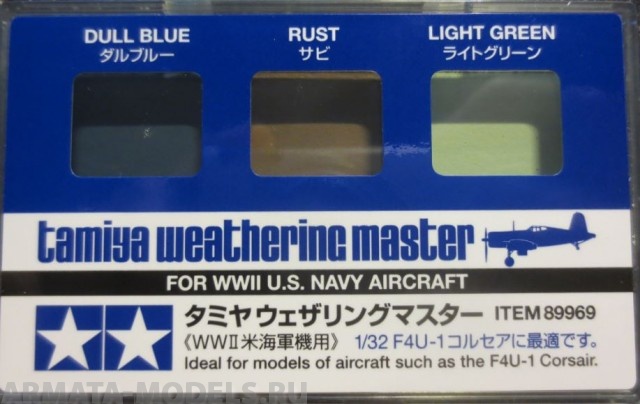 DULL BLUE
ダルブルー
RUST
サビ
LIGHT GREEN
ライトグリーン
tamiya weathering master
FOR WWII U.S. NAVY AIRCRAFT
タミヤウェザリングマスター ITEM 89969
《WWⅡ米海軍機用》 1/32 F4U-1コルセアに最適です。
Ideal for models of aircraft such as the F4U-1 Corsair.
ARMATA-MODELS.RU